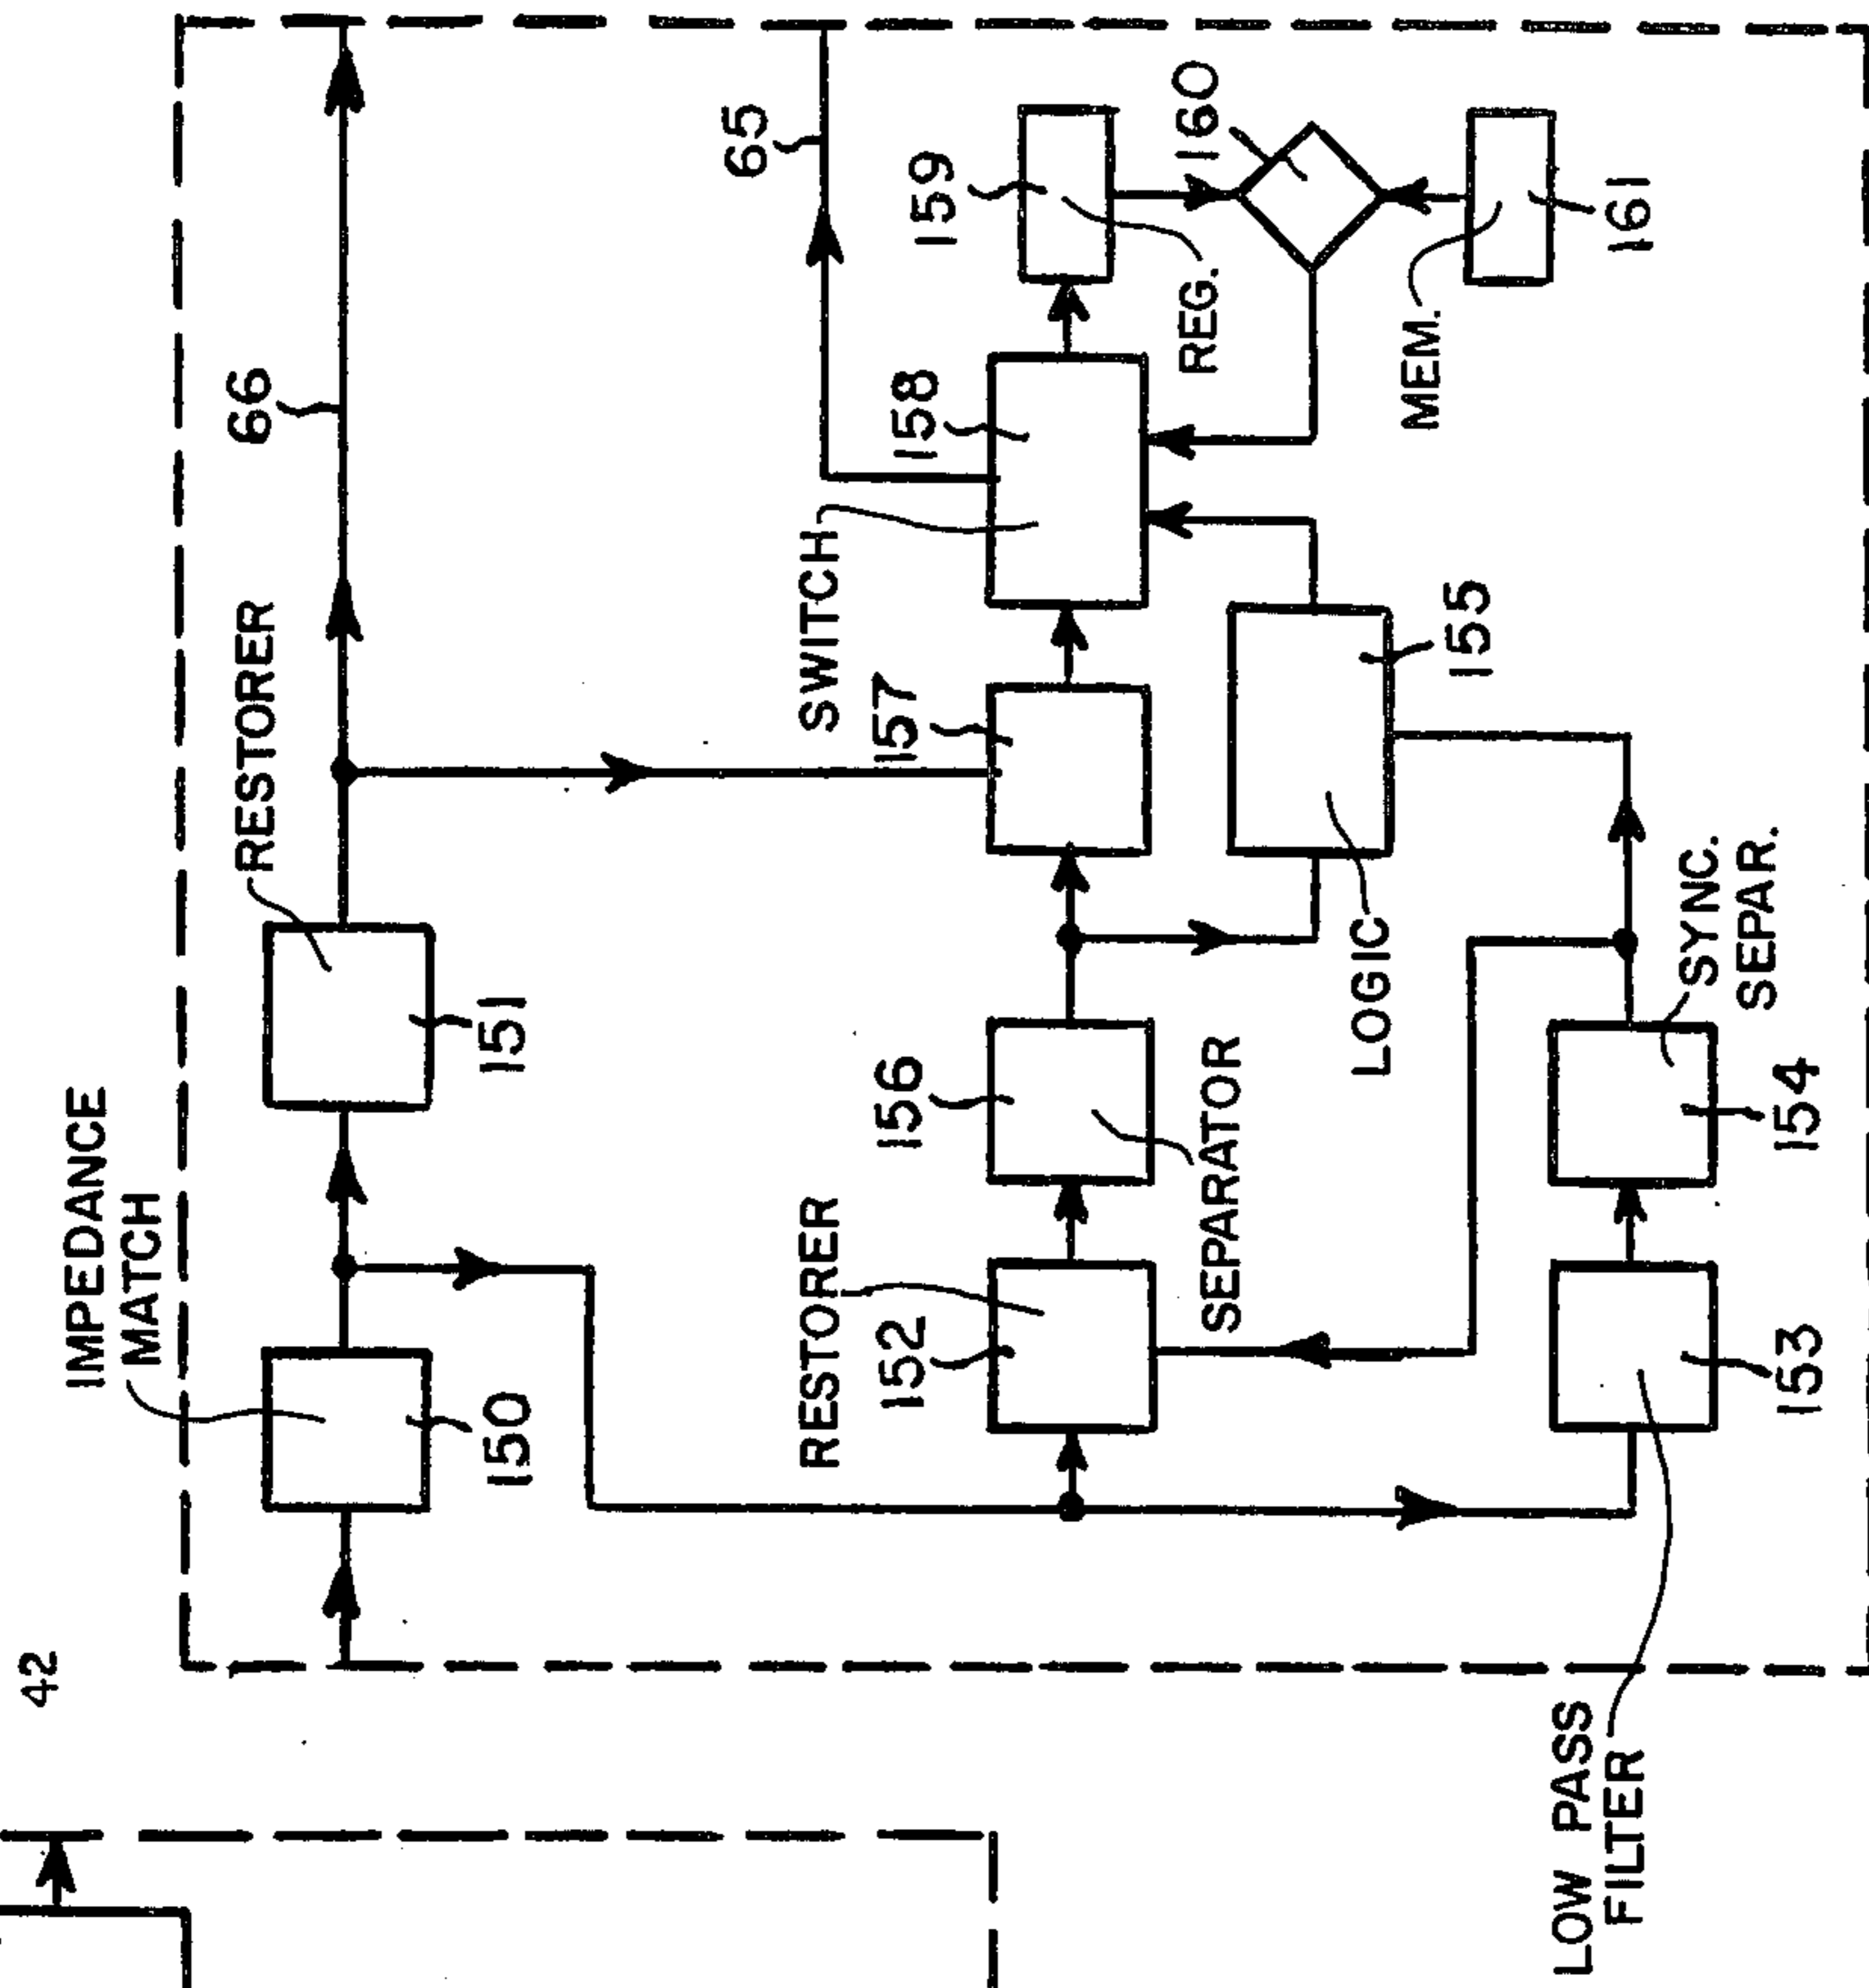 42
IMPEDANCE
MATCH
150
RESTORER
151
66
RESTORER
152
156
SEPARATOR
157
SWITCH
158
65
159
REG.
160
MEM.
161
LOGIC
155
LOW PASS
FILTER
153
154
SYNC.
SEPAR.